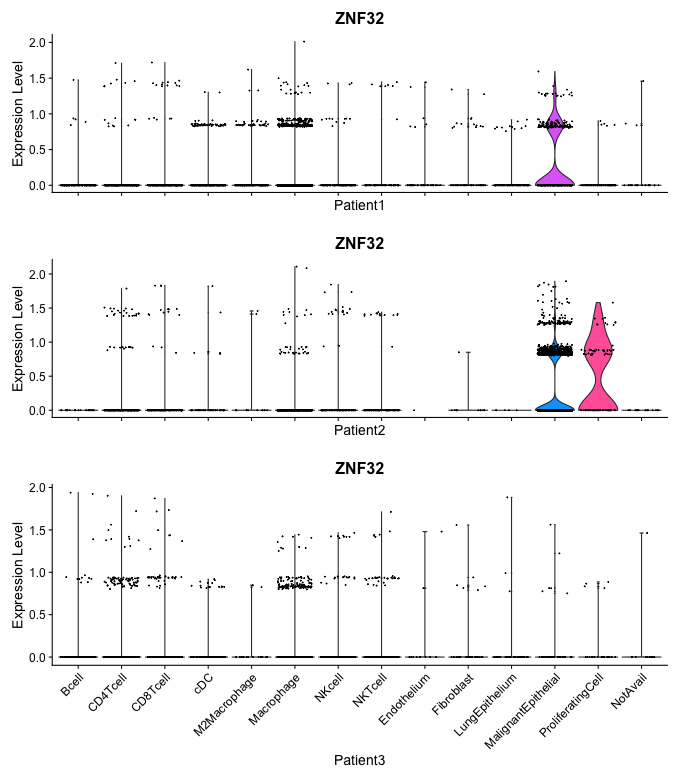 ZNF32
Expression Level
2.0
1.5
1.0
0.5
0.0
Patient1
ZNF32
Expression Level
2.0
1.5
1.0
0.5
0.0
Patient2
ZNF32
Expression Level
2.0
1.5
1.0
0.5
0.0
Bcell
CD4Tcell
CD8Tcell
cDC
M2Macrophage
Macrophage
NKcell
NKTcell
Endothelium
Fibroblast
LungEpithelium
MalignantEpithelial
ProliferatingCell
NotAvail
Patient3